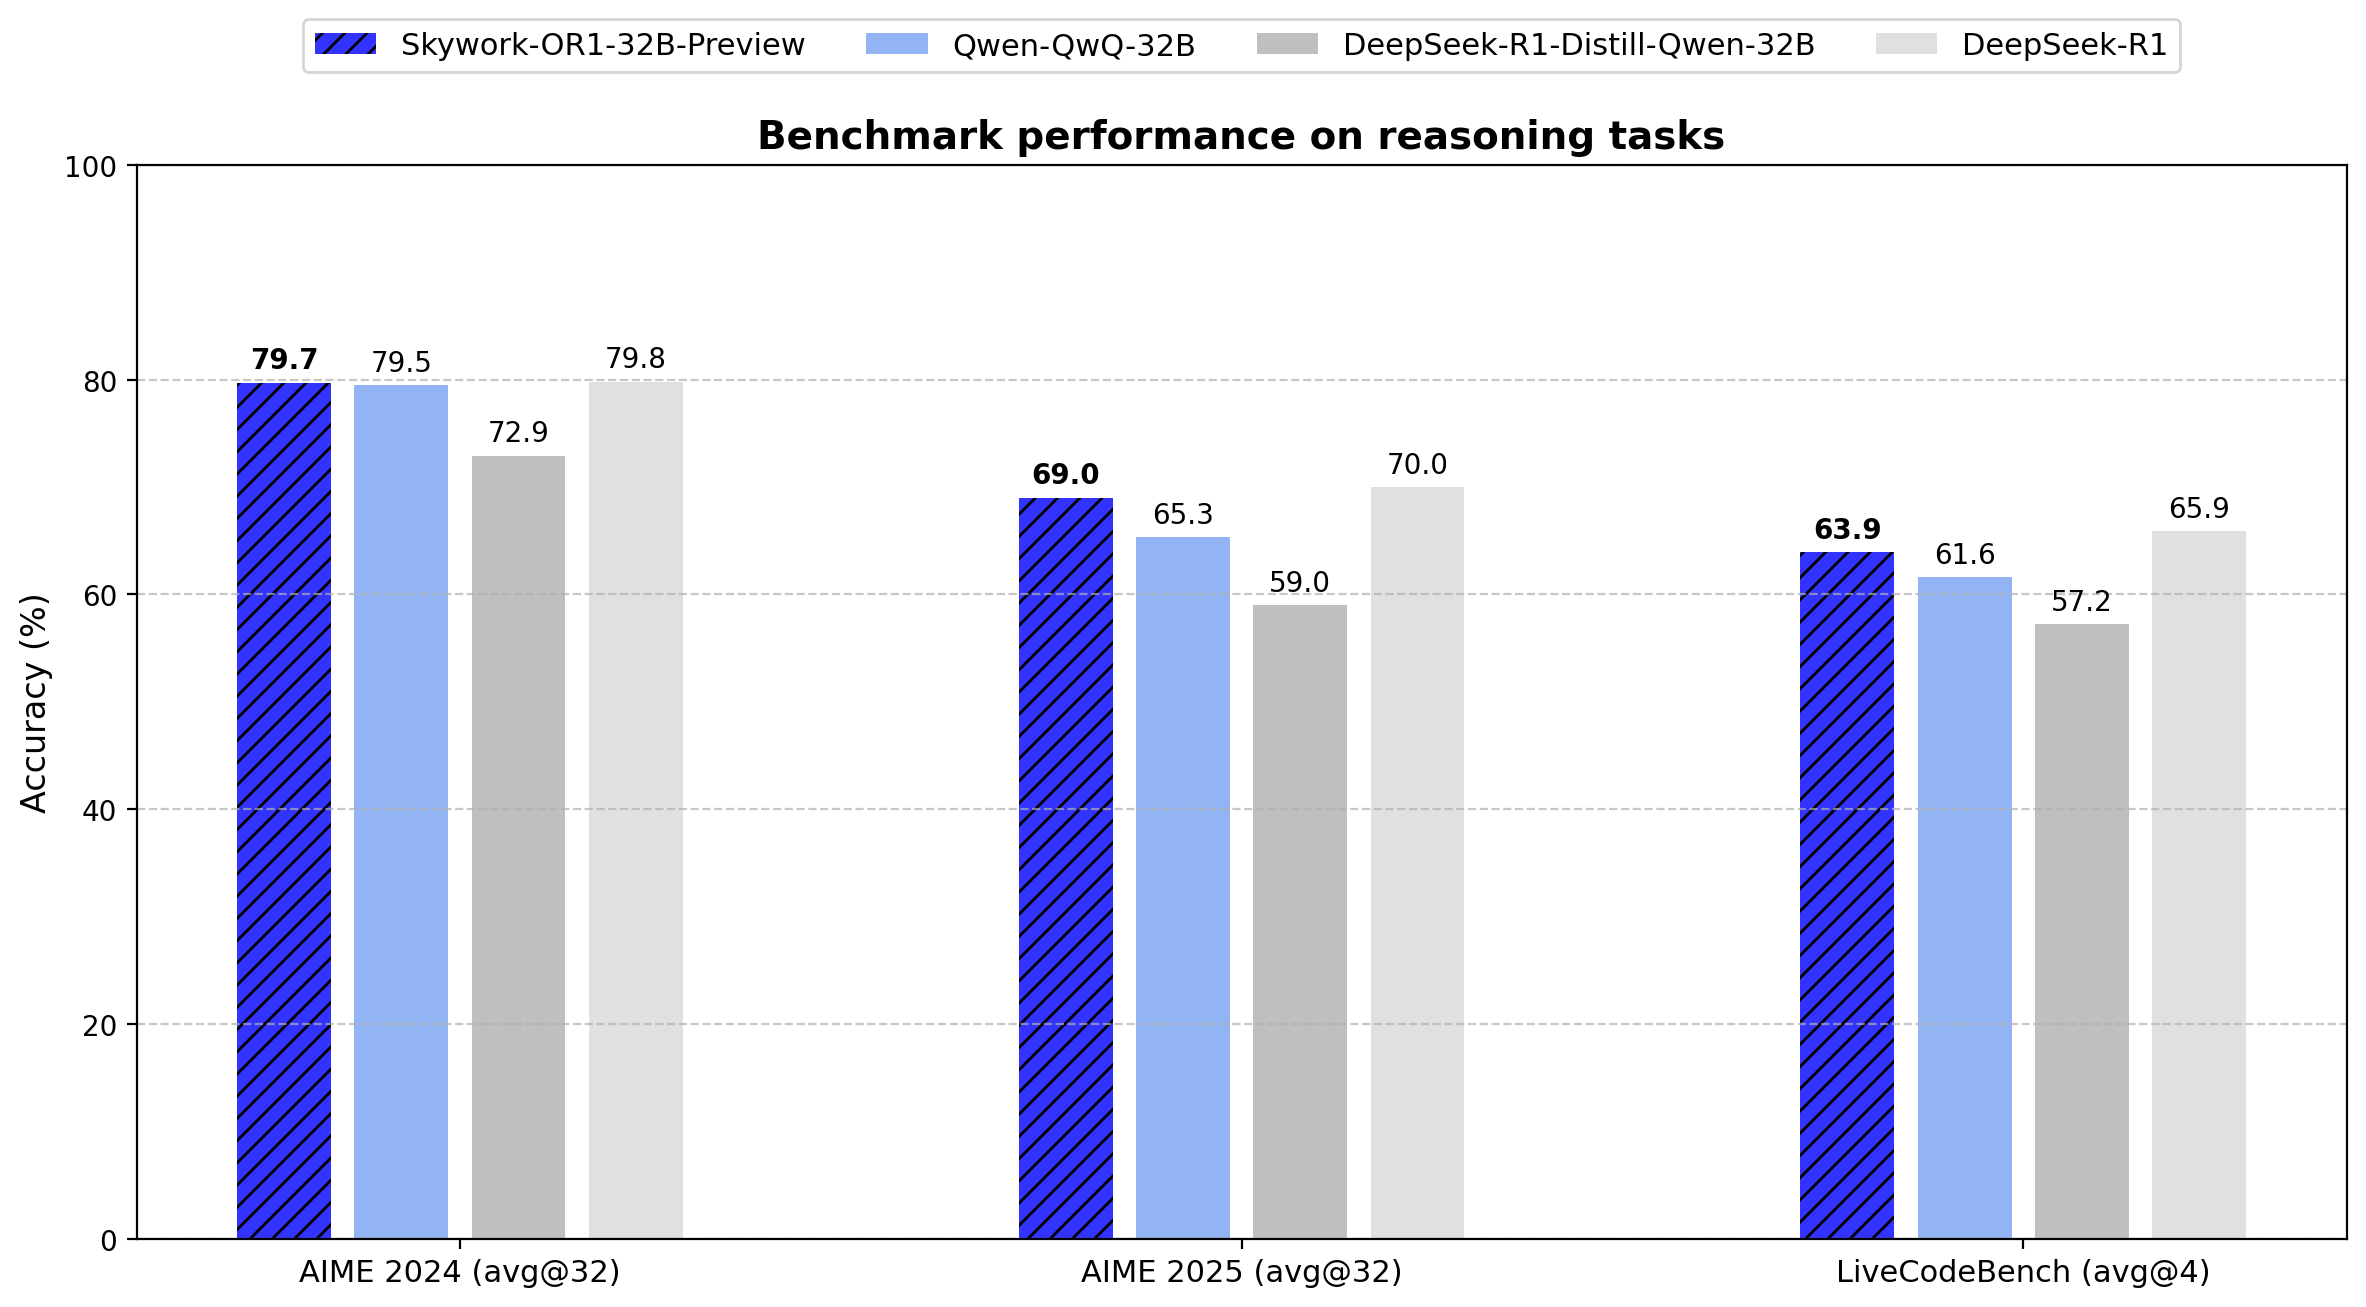 Skywork-OR1-32B-Preview Qwen-QwQ-32B DeepSeek-R1-Distill-Qwen-32B DeepSeek-R1
Benchmark performance on reasoning tasks
Accuracy (%)
100
80
60
40
20
0
79.7 79.5 72.9 79.8
69.0 65.3 59.0 70.0
63.9 61.6 57.2 65.9
AIME 2024 (avg@32) AIME 2025 (avg@32) LiveCodeBench (avg@4)